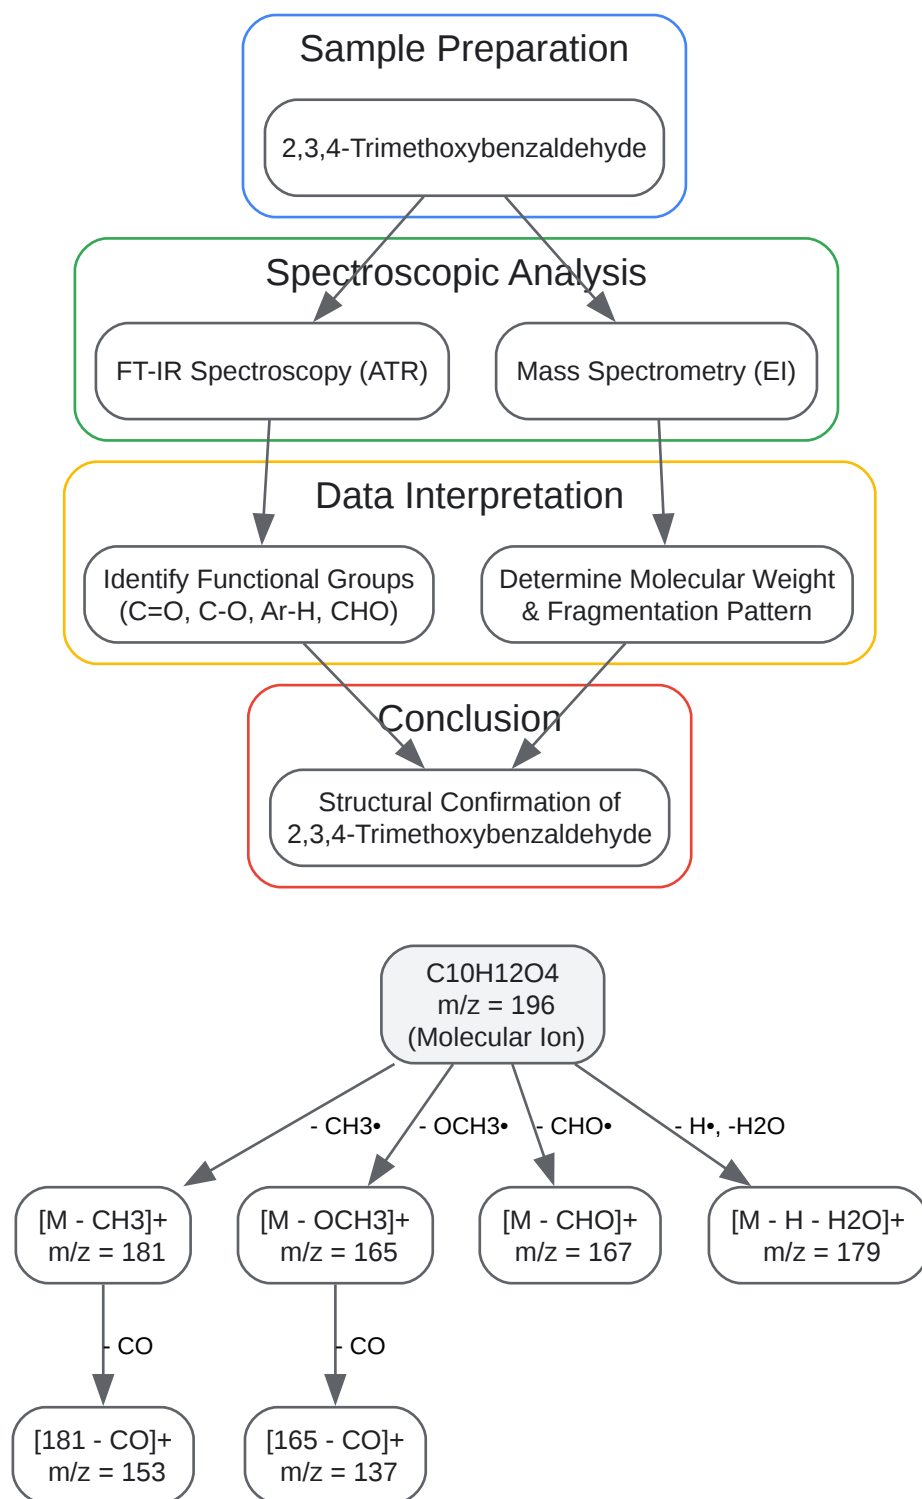 Sample Preparation
2,3,4-Trimethoxybenzaldehyde
Spectroscopic Analysis
FT-IR Spectroscopy (ATR)
Mass Spectrometry (EI)
Data Interpretation
Identify Functional Groups
(C=O, C-O, Ar-H, CHO)
Determine Molecular Weight
& Fragmentation Pattern
Conclusion
Structural Confirmation of
2,3,4-Trimethoxybenzaldehyde
C10H12O4
m/z = 196
(Molecular Ion)
- CH3•
- OCH3•
- CHO•
- H•, -H2O
[M - CH3]+
m/z = 181
[M - OCH3]+
m/z = 165
[M - CHO]+
m/z = 167
[M - H - H2O]+
m/z = 179
- CO
- CO
[181 - CO]+
m/z = 153
[165 - CO]+
m/z = 137